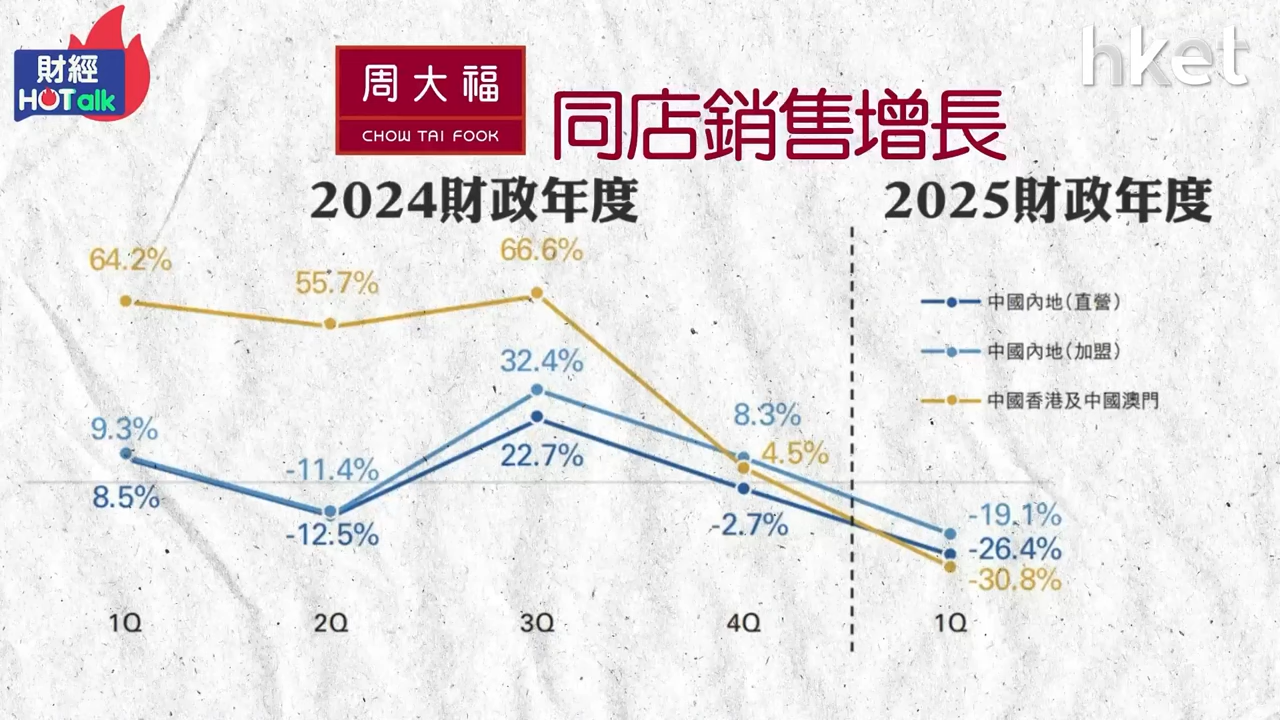 財經
HOTalk
hket
周大福
CHOW TAI FOOK
同店銷售增長
2024財政年度
2025財政年度
64.2%
55.7%
66.6%
中國內地(直營)
中國內地(加盟)
中國香港及中國澳門
9.3%
-11.4%
32.4%
8.3%
4.5%
8.5%
-12.5%
22.7%
-2.7%
-19.1%
-26.4%
-30.8%
1Q
2Q
3Q
4Q
1Q